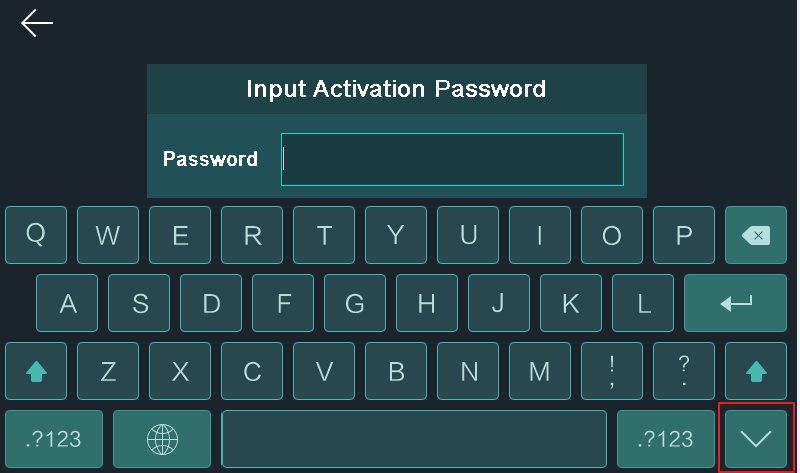 Input Activation Password
Password
Q W E R T Y U I O P
A S D F G H J K L
Z X C V B N M ! , ? .
.?123 .?123